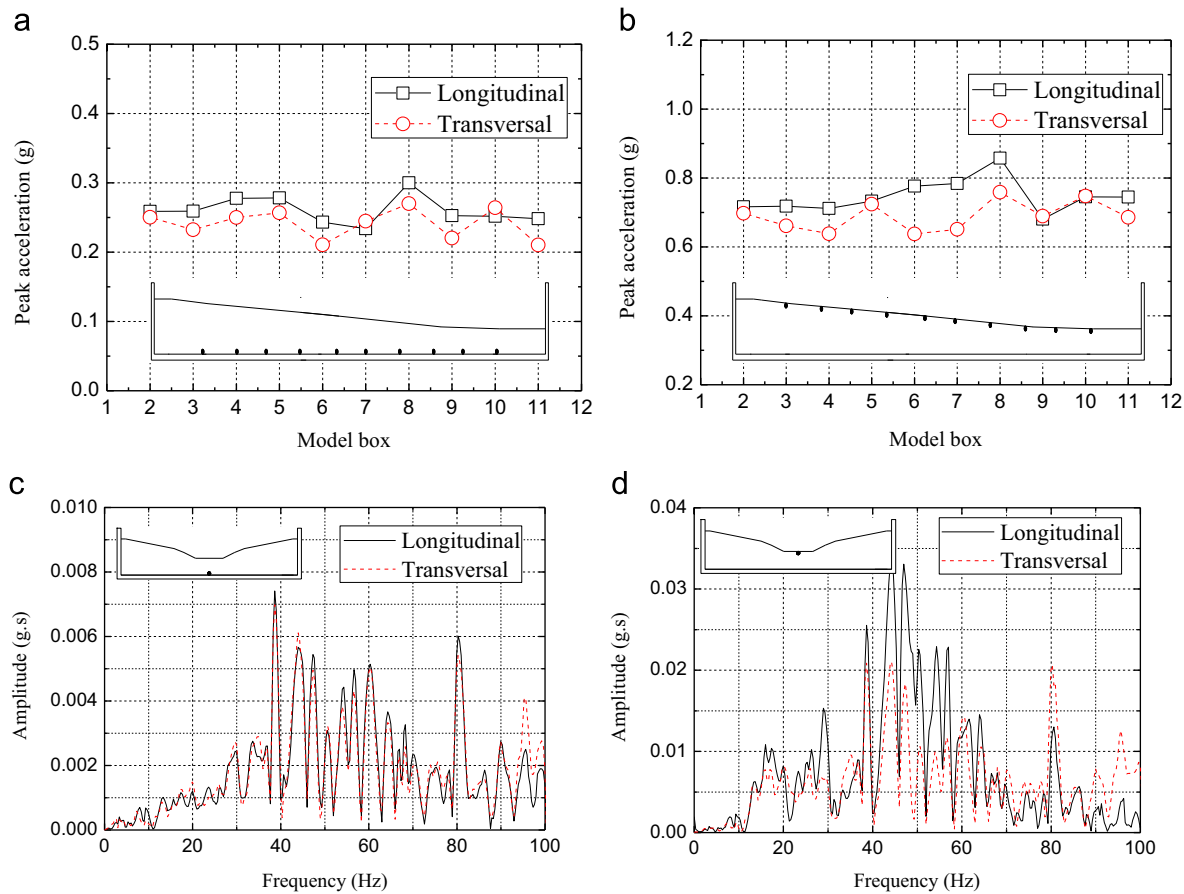 a
0.5
0.4
0.3
0.2
0.1
0.0
Peak acceleration (g)
Longitudinal
Transversal
1 2 3 4 5 6 7 8 9 10 11 12
Model box
b
1.2
1.0
0.8
0.6
0.4
0.2
Peak acceleration (g)
Longitudinal
Transversal
1 2 3 4 5 6 7 8 9 10 11 12
Model box
c
0.010
0.008
0.006
0.004
0.002
0.000
Amplitude (g.s)
Longitudinal
Transversal
0 20 40 60 80 100
Frequency (Hz)
d
0.04
0.03
0.02
0.01
0.00
Amplitude (g.s)
Longitudinal
Transversal
0 20 40 60 80 100
Frequency (Hz)